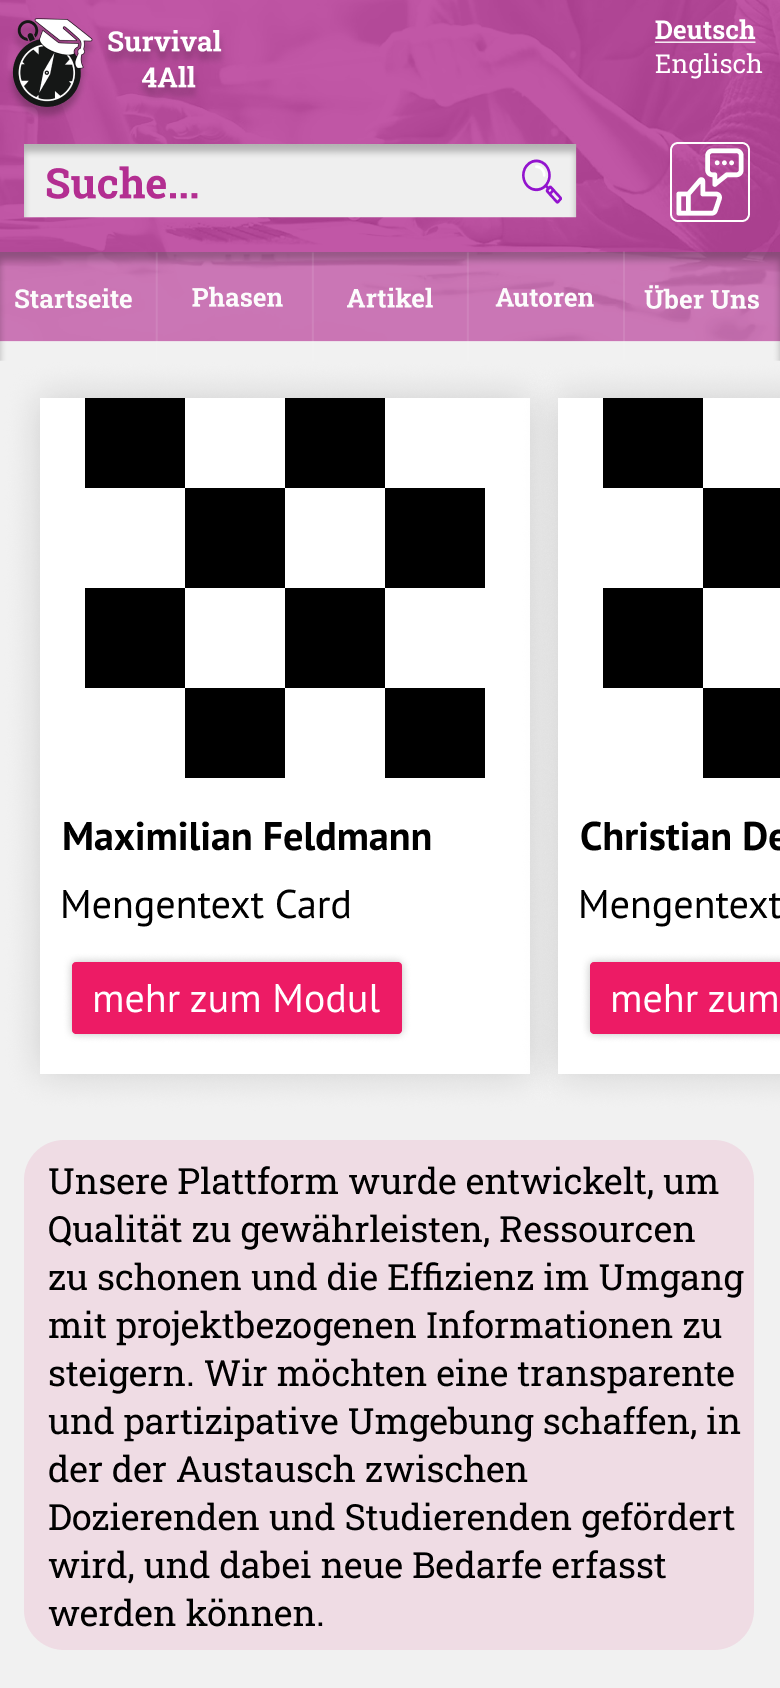 Survival
4All
Deutsch
Englisch
Suche...
Startseite
Phasen
Artikel
Autoren
Über Uns
Maximilian Feldmann
Mengentext Card
mehr zum Modul
Christian De
Mengentext
mehr zum
Unsere Plattform wurde entwickelt, um
Qualität zu gewährleisten, Ressourcen
zu schonen und die Effizienz im Umgang
mit projektbezogenen Informationen zu
steigern. Wir möchten eine transparente
und partizipative Umgebung schaffen, in
der der Austausch zwischen
Dozierenden und Studierenden gefördert
wird, und dabei neue Bedarfe erfasst
werden können.